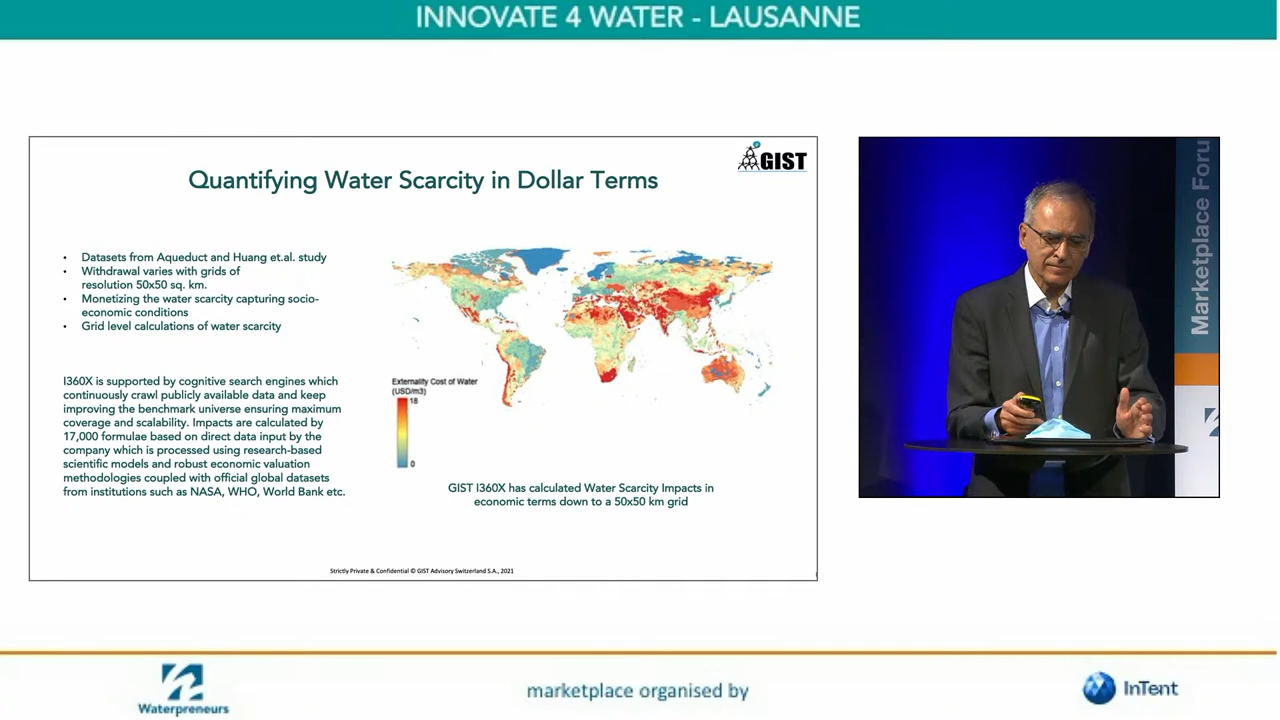 INNOVATE 4 WATER - LAUSANNE
GIST
Quantifying Water Scarcity in Dollar Terms
• Datasets from Aqueduct and Huang et.al. study
• Withdrawal varies with grids of
resolution 50x50 sq. km.
• Monetizing the water scarcity capturing socio-
economic conditions
• Grid level calculations of water scarcity
I360X is supported by cognitive search engines which
continuously crawl publicly available data and keep
improving the benchmark universe ensuring maximum
coverage and scalability. Impacts are calculated by
17,000 formulae based on direct data input by the
company which is processed using research-based
scientific models and robust economic valuation
methodologies coupled with official global datasets
from institutions such as NASA, WHO, World Bank etc.
Externality Cost of Water
(USD/m3)
18
0
GIST I360X has calculated Water Scarcity Impacts in
economic terms down to a 50x50 km grid
Strictly Private & Confidential © GIST Advisory Switzerland S.A., 2021
Marketplace Foru
Waterpreneurs
marketplace organised by
InTent